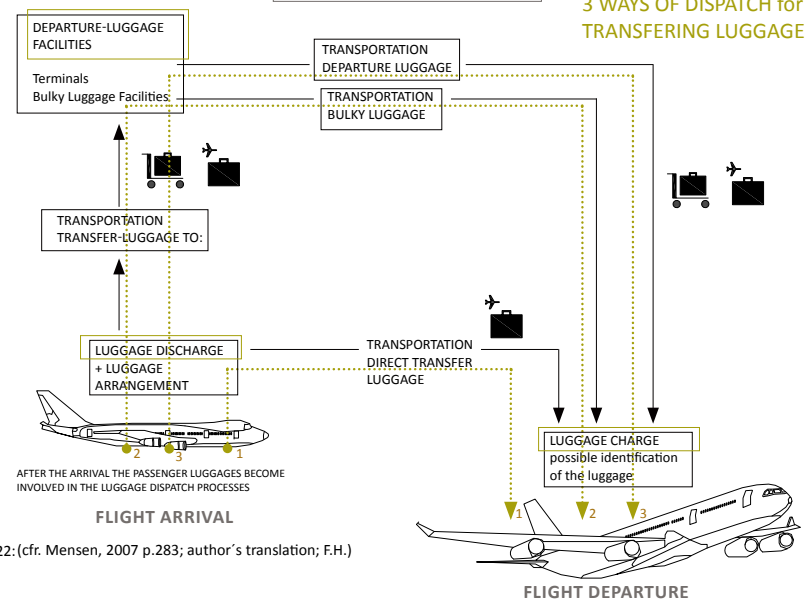 3 WAYS OF DISPATCH for
TRANSFERING LUGGAGE
DEPARTURE-LUGGAGE
FACILITIES
Terminals
Bulky Luggage Facilities
TRANSPORTATION
DEPARTURE LUGGAGE
TRANSPORTATION
BULKY LUGGAGE
TRANSPORTATION
TRANSFER-LUGGAGE TO:
LUGGAGE DISCHARGE
+ LUGGAGE
ARRANGEMENT
TRANSPORTATION
DIRECT TRANSFER
LUGGAGE
LUGGAGE CHARGE
possible identification
of the luggage
2
3
1
AFTER THE ARRIVAL THE PASSENGER LUGGAGES BECOME
INVOLVED IN THE LUGGAGE DISPATCH PROCESSES
FLIGHT ARRIVAL
1
2
3
22: (cfr. Mensen, 2007 p.283; author´s translation; F.H.)
FLIGHT DEPARTURE